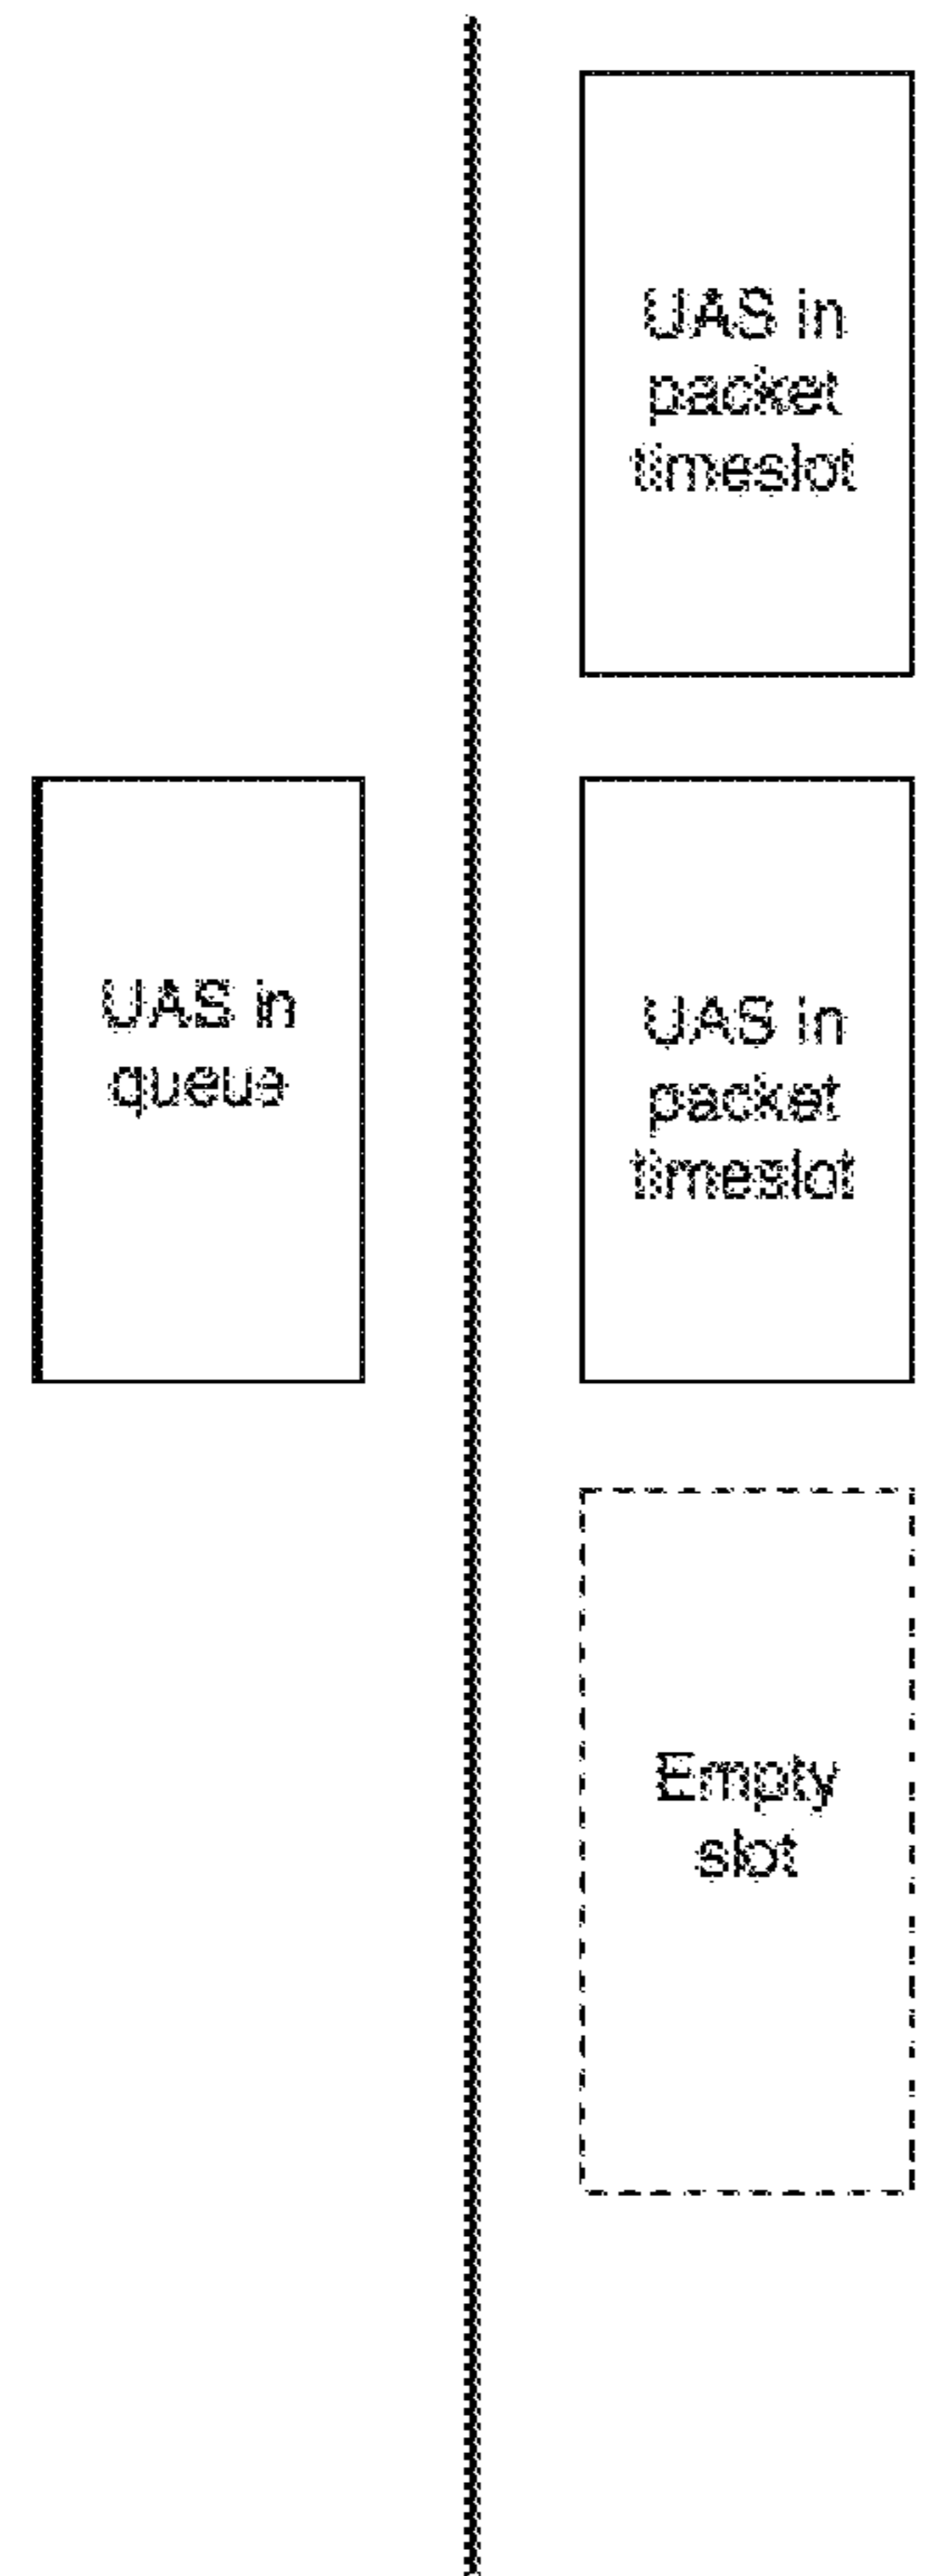 UAS in
packet
timeslot
UAS in
queue
UAS in
packet
timeslot
Empty
slot